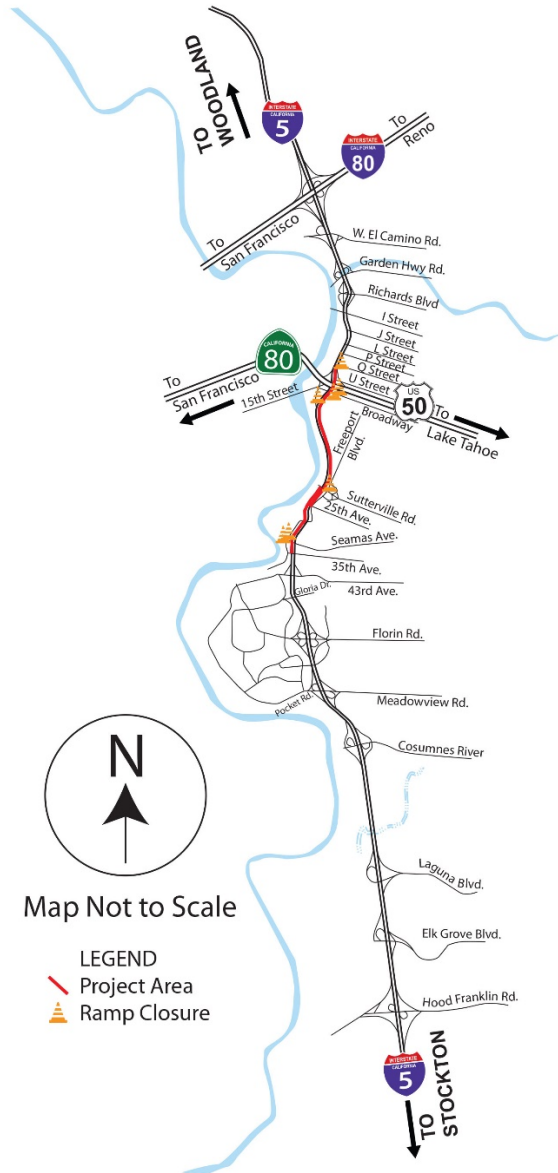 TO
WOODLAND
INTERSTATE
CALIFORNIA
5
INTERSTATE
CALIFORNIA
80
To
Reno
To
San Francisco
W. El Camino Rd.
Garden Hwy Rd.
Richards Blvd
I Street
J Street
L Street
P Street
Q Street
U Street
CALIFORNIA
80
To
San Francisco
15th Street
US
50
To
Lake Tahoe
Broadway
Freeport
Blvd.
Sutterville Rd.
25th Ave.
Seamas Ave.
35th Ave.
43rd Ave.
Gloria Dr.
Florin Rd.
Pocket Rd.
Meadowview Rd.
Cosumnes River
N
Map Not to Scale
LEGEND
Project Area
Ramp Closure
Laguna Blvd.
Elk Grove Blvd.
Hood Franklin Rd.
INTERSTATE
CALIFORNIA
5
TO
STOCKTON